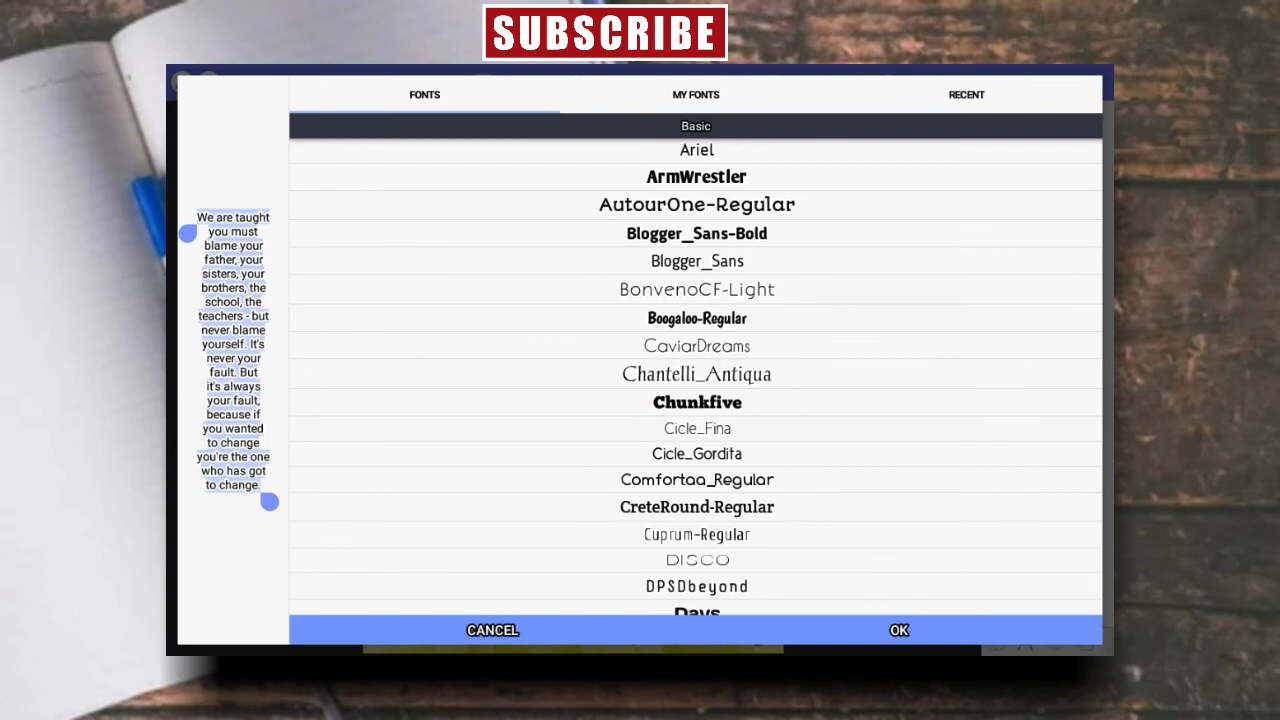 SUBSCRIBE
FONTS
MY FONTS
RECENT
Basic
We are taught
you must
blame your
father, your
sisters, your
brothers, the
school, the
teachers - but
never blame
yourself. It's
never your
fault. But
it's always
your fault,
because if
you wanted
to change
you're the one
who has got
to change.
Ariel
ArmWrestler
AutourOne-Regular
Blogger_Sans-Bold
Blogger_Sans
BonvenoCF-Light
Boogaloo-Regular
CaviarDreams
Chantelli_Antiqua
Chunkfive
Cicle_Fina
Cicle_Gordita
Comfortaa_Regular
CreteRound-Regular
Cuprum-Regular
DISCO
DPSDbeyond
Days
CANCEL
OK